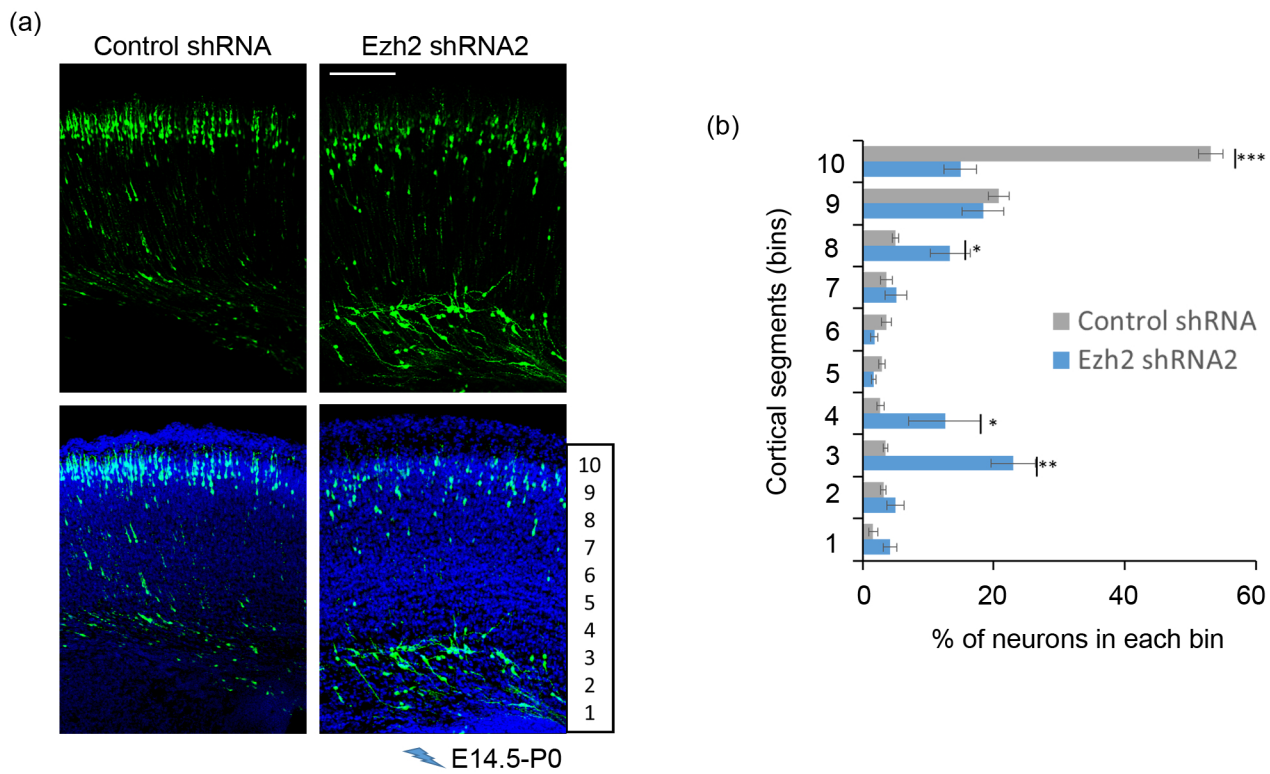 (a)
Control shRNA
Ezh2 shRNA2
10
9
8
7
6
5
4
3
2
1
E14.5-P0
(b)
Cortical segments (bins)
10
9
8
7
6
5
4
3
2
1
***
*
*
**
Control shRNA
Ezh2 shRNA2
0 20 40 60
% of neurons in each bin